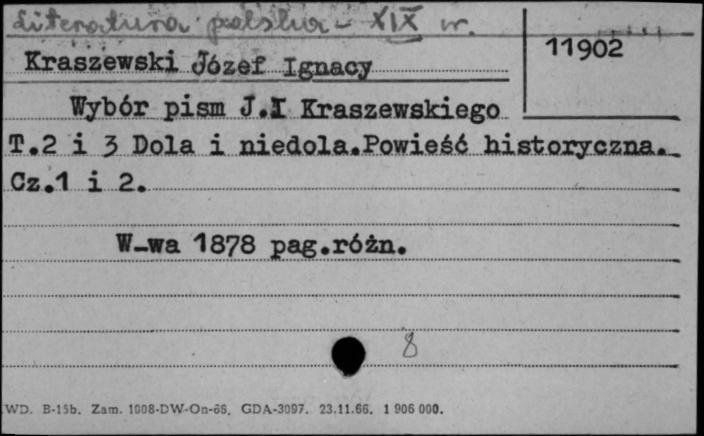 Literatura polska - XIX w.
11902
Kraszewski Józef Ignacy
Wybór pism J.I Kraszewskiego
T.2 i 3 Dola i niedola.Powieść historyczna.
Cz.1 i 2.
W-wa 1878 pag.różn.
8
WD. B-15b. Zam. 1008-DW-On-66. GDA-3097. 23.11.66. 1 906 000.